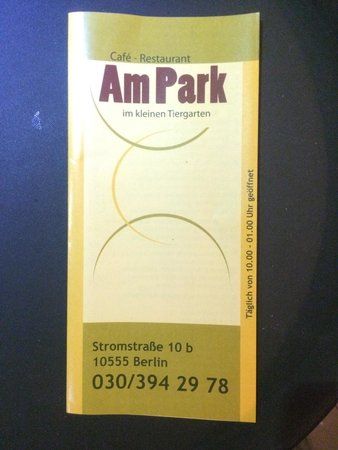 Café - Restaurant
Am Park
im kleinen Tiergarten
Täglich von 10.00 - 01.00 Uhr geöffnet
Stromstraße 10 b
10555 Berlin
030/394 29 78